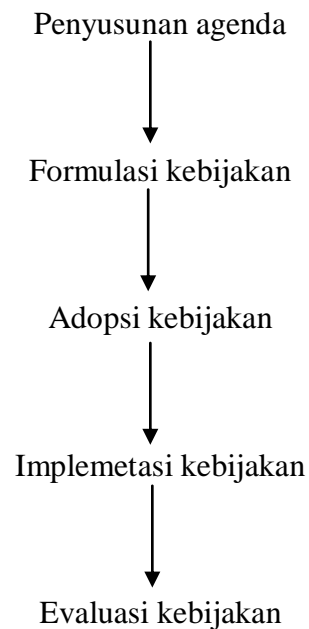 Penyusunan agenda
Formulasi kebijakan
Adopsi kebijakan
Implemetasi kebijakan
Evaluasi kebijakan